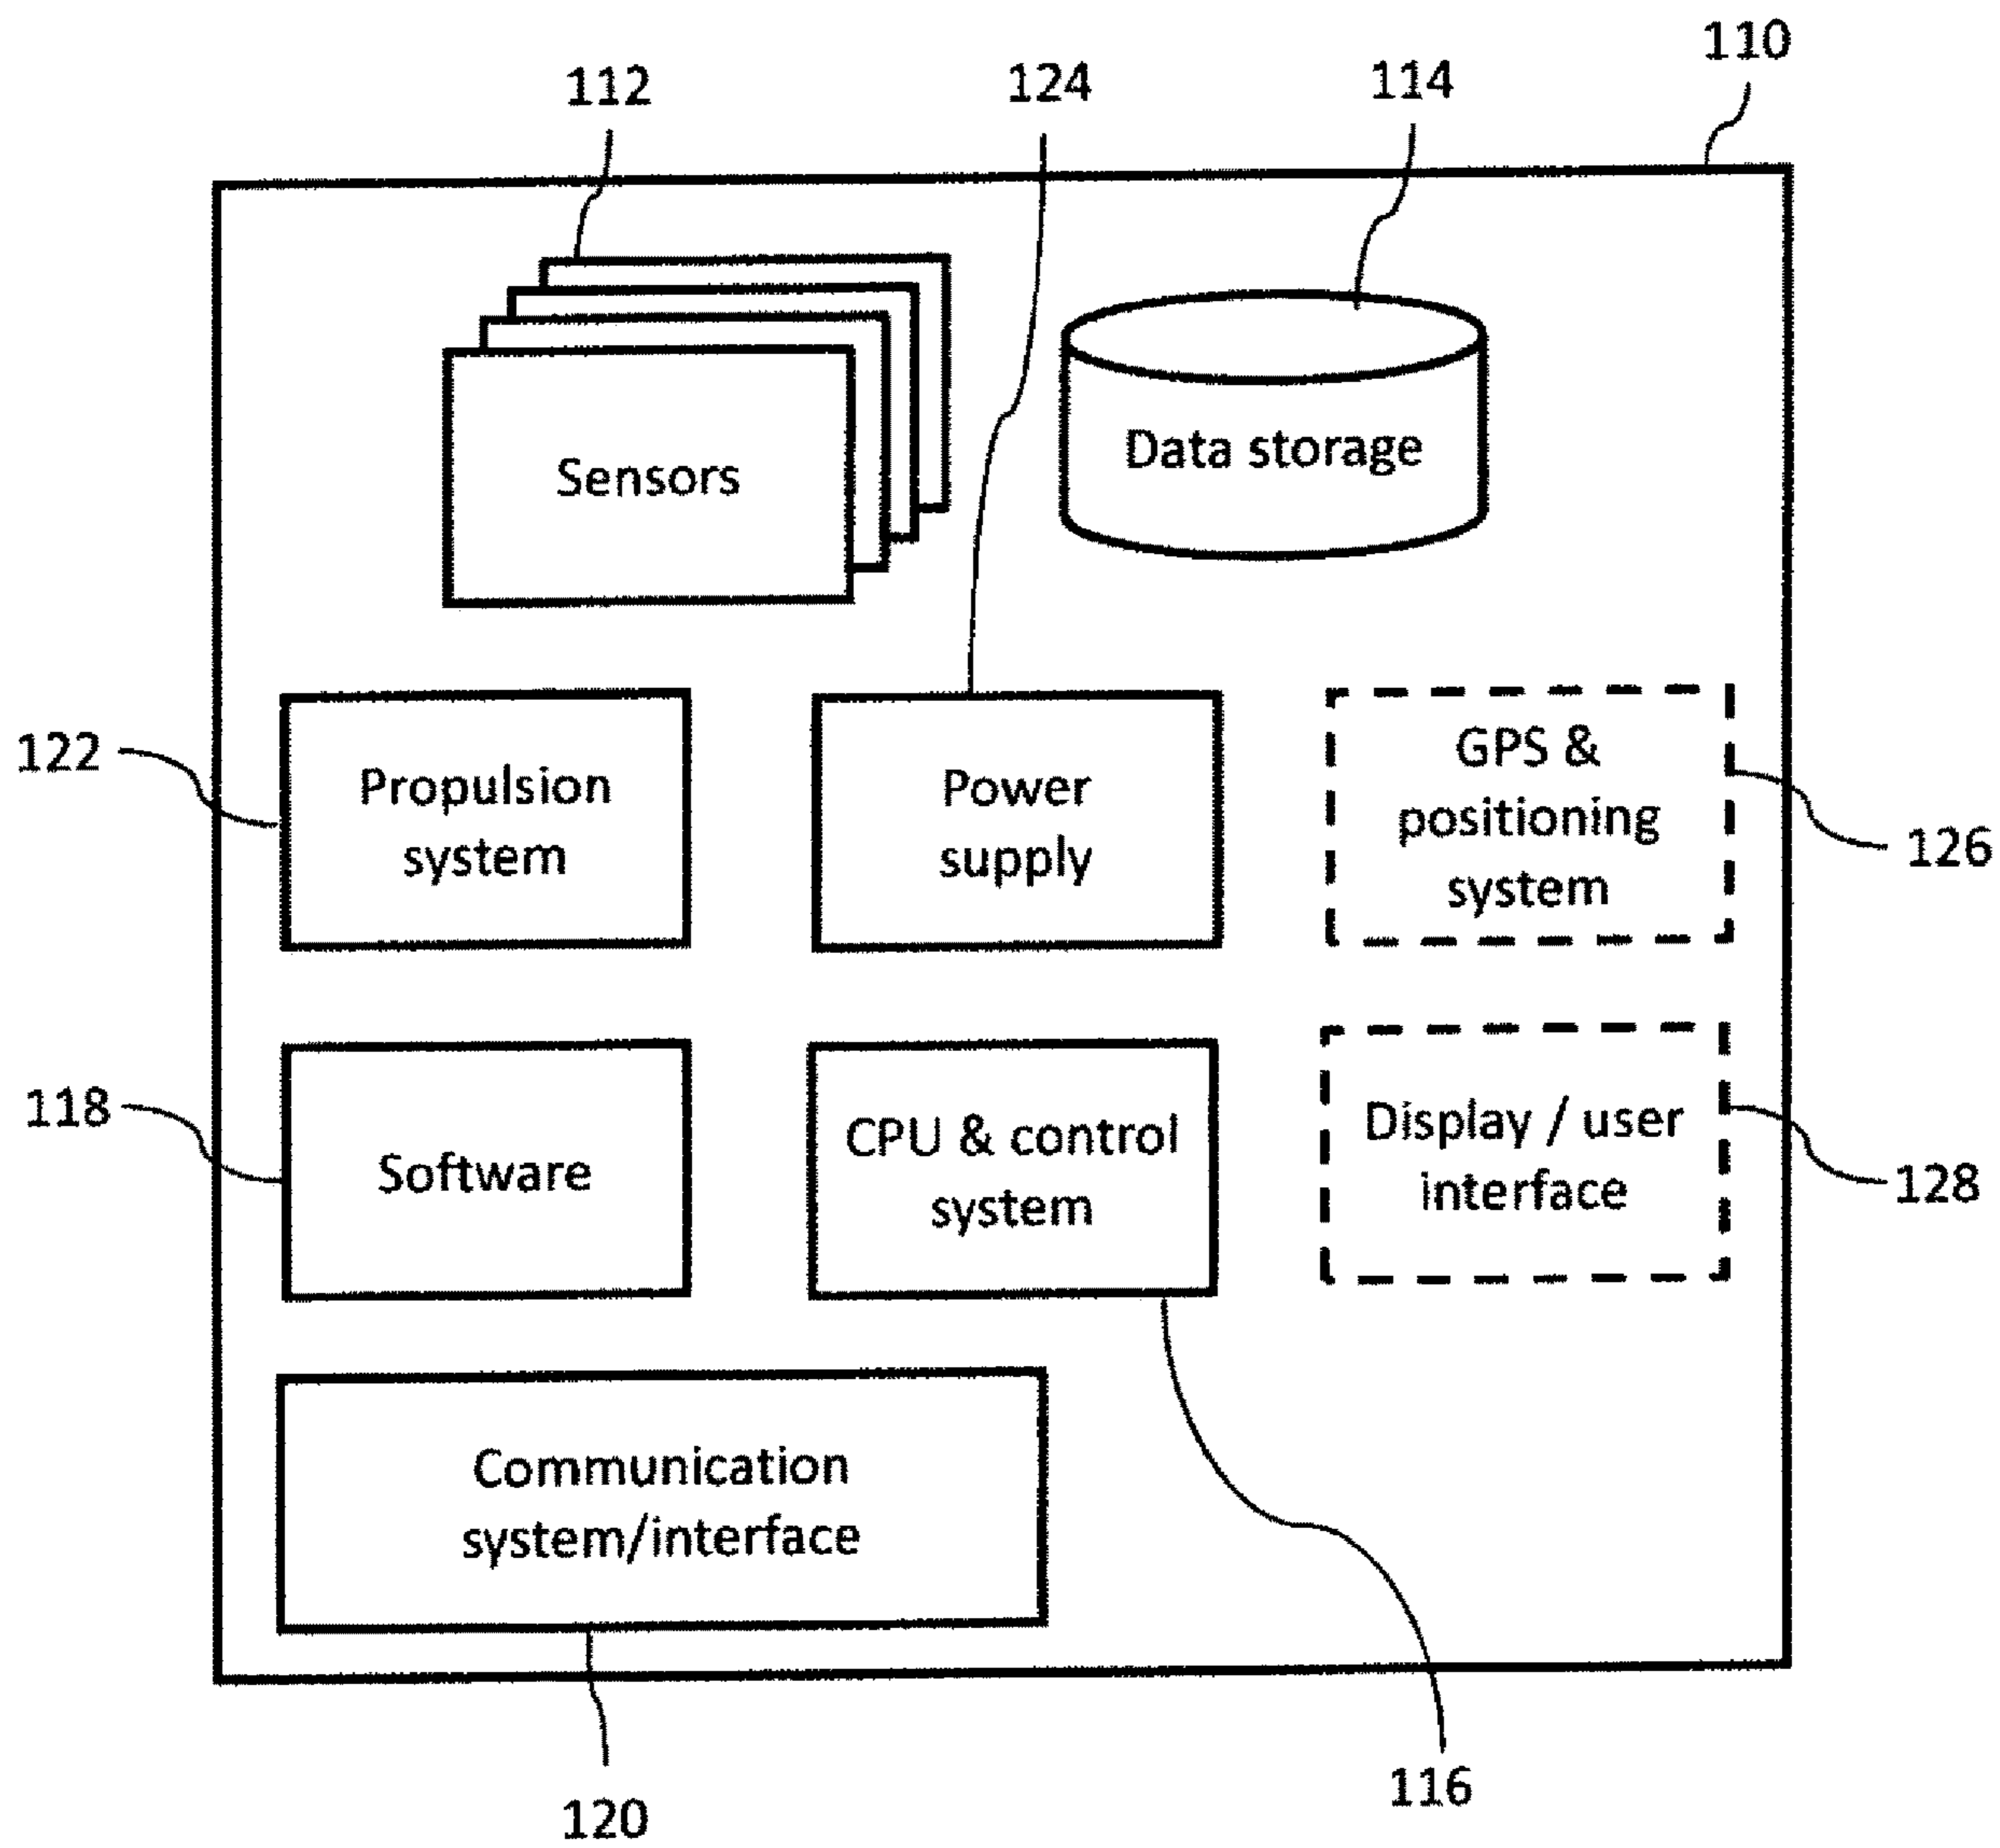 110
112
124
114
Sensors
Data storage
122
Propulsion
system
Power
supply
GPS &
positioning
system
126
118
Software
CPU & control
system
Display / user
interface
128
Communication
system/interface
120
116